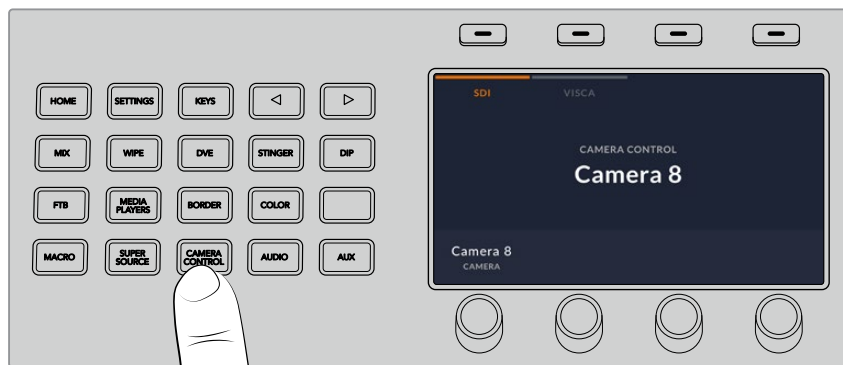 HOME
SETTINGS
KEYS
MIX
WIPE
DVE
STINGER
DIP
FTB
MEDIA
PLAYERS
BORDER
COLOR
MACRO
SUPER
SOURCE
CAMERA
CONTROL
AUDIO
AUX
SDI
VISCA
CAMERA CONTROL
Camera 8
Camera 8
CAMERA